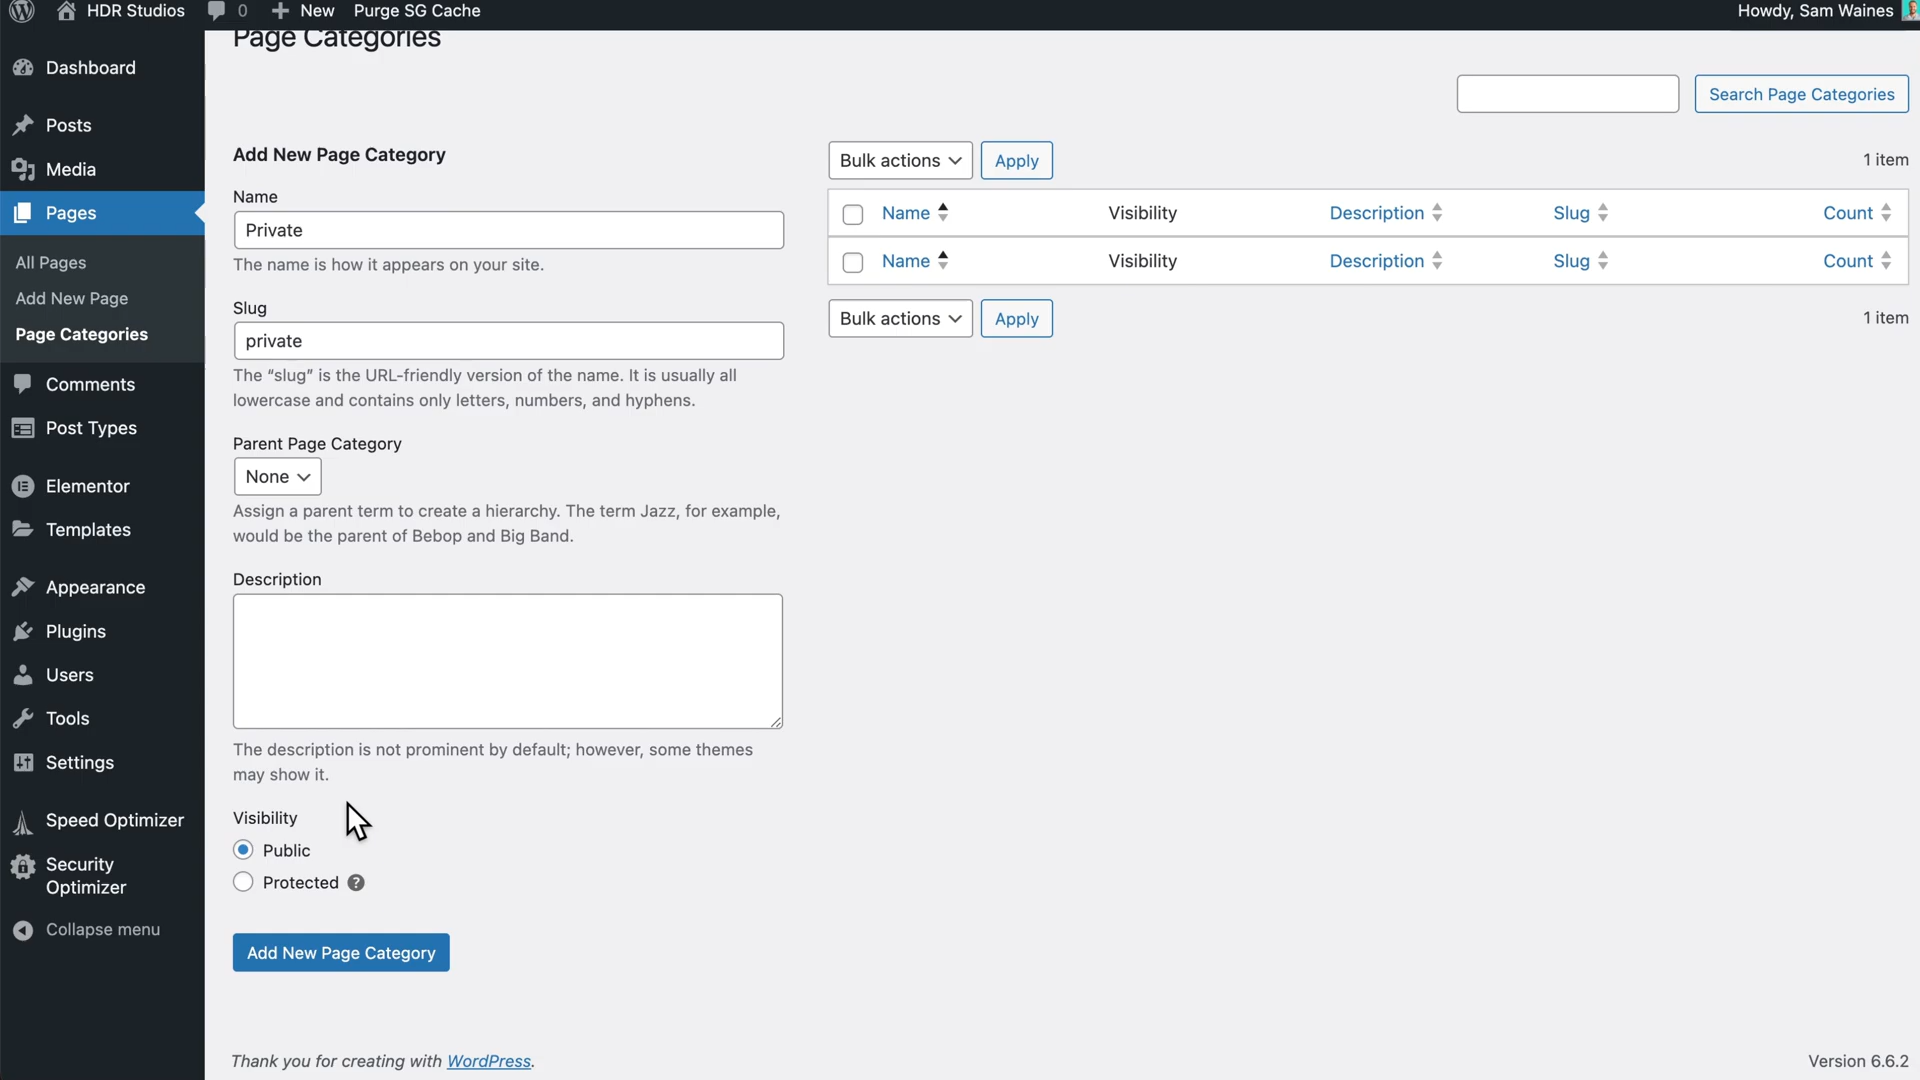 HDR Studios 0 New Purge SG Cache Howdy, Sam Waines
Dashboard
Posts
Media
Pages
All Pages
Add New Page
Page Categories
Comments
Post Types
Elementor
Templates
Appearance
Plugins
Users
Tools
Settings
Speed Optimizer
Security
Optimizer
Collapse menu
Page Categories
Search Page Categories
Add New Page Category
Name
Private
The name is how it appears on your site.
Slug
private
The “slug” is the URL-friendly version of the name. It is usually all
lowercase and contains only letters, numbers, and hyphens.
Parent Page Category
None
Assign a parent term to create a hierarchy. The term Jazz, for example,
would be the parent of Bebop and Big Band.
Description
The description is not prominent by default; however, some themes
may show it.
Visibility
Public
Protected ?
Add New Page Category
Bulk actions Apply 1 item
Name Visibility Description Slug Count
Name Visibility Description Slug Count
Bulk actions Apply 1 item
Thank you for creating with WordPress. Version 6.6.2